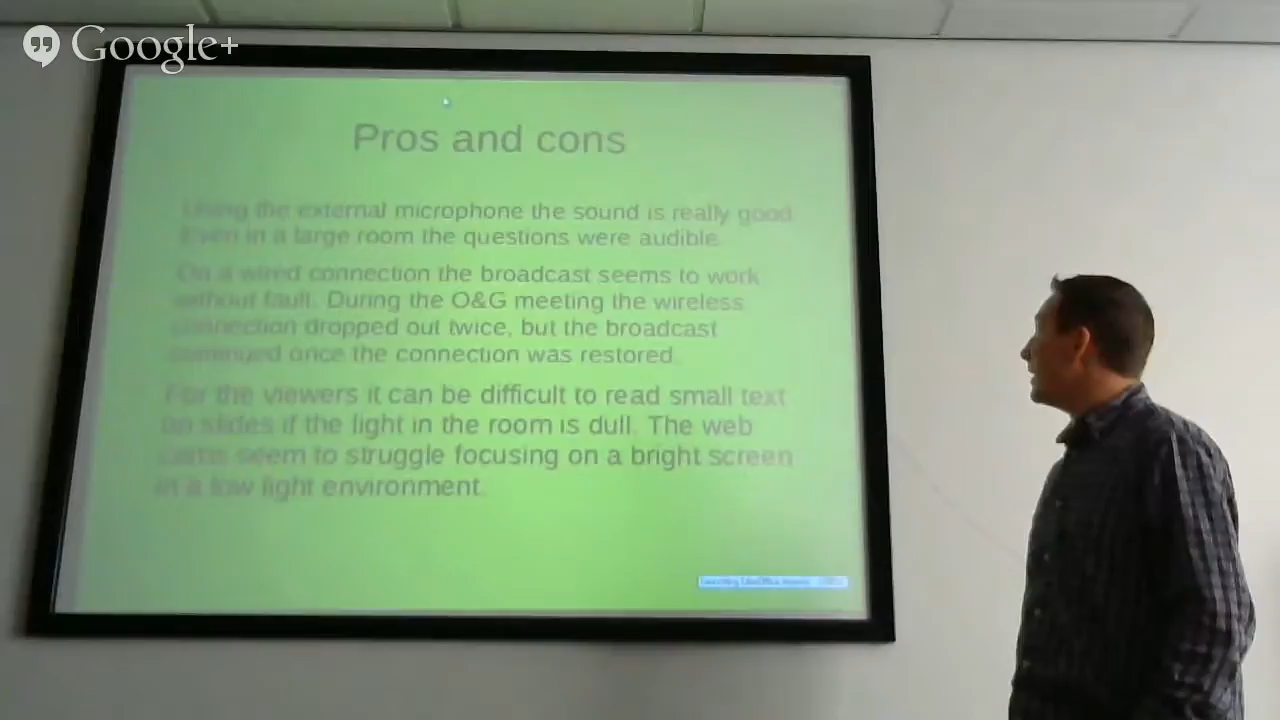 Google+
Pros and cons
Using the external microphone the sound is really good.
Even in a large room the questions were audible.
On a wired connection the broadcast seems to work
without fault. During the O&G meeting the wireless
connection dropped out twice, but the broadcast
continued once the connection was restored.
For the viewers it can be difficult to read small text
on slides if the light in the room is dull. The web
cams seem to struggle focusing on a bright screen
in a low light environment.